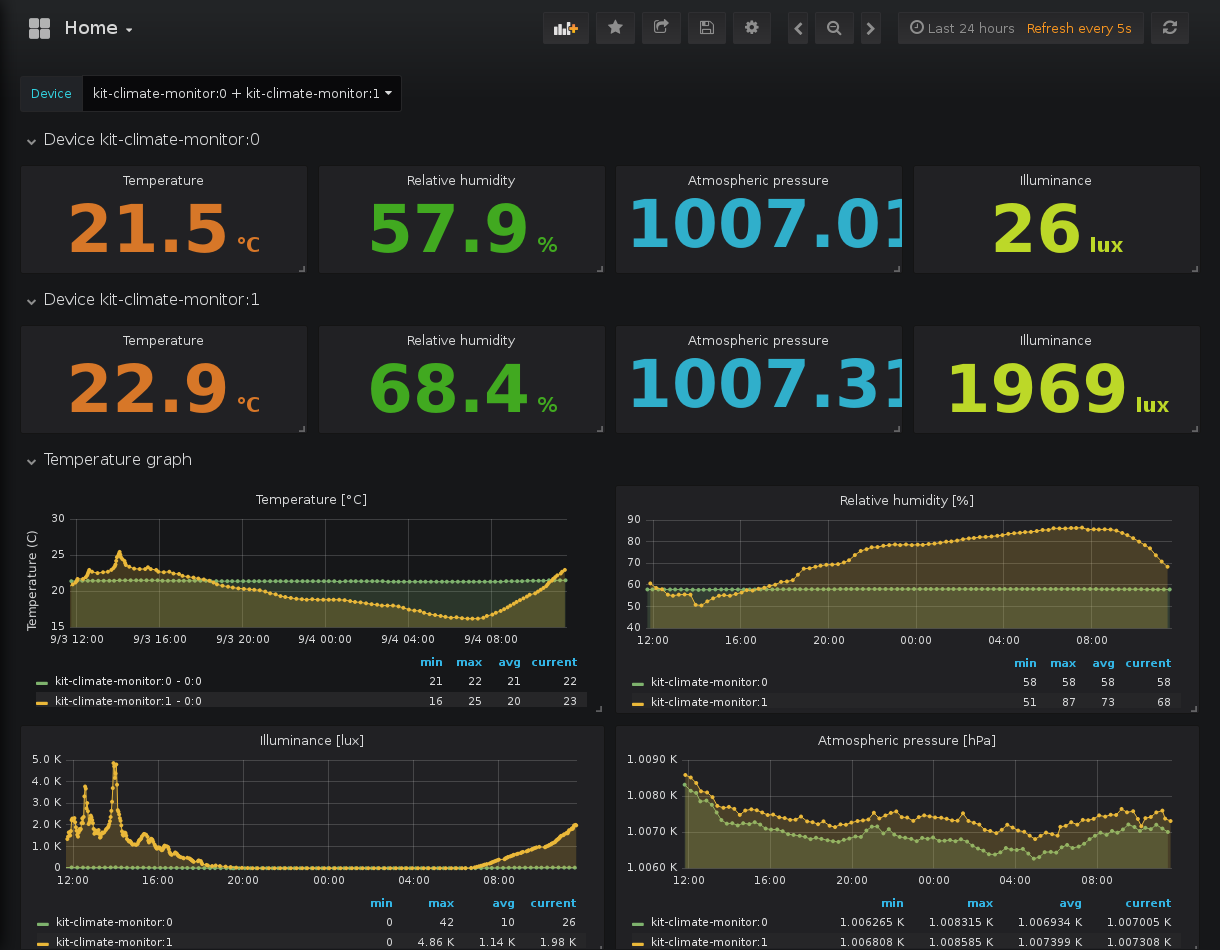 Home
Last 24 hours Refresh every 5s
Device kit-climate-monitor:0 + kit-climate-monitor:1
Device kit-climate-monitor:0
Temperature Relative humidity Atmospheric pressure Illuminance
21.5 °C 57.9 % 1007.01 26 lux
Device kit-climate-monitor:1
Temperature Relative humidity Atmospheric pressure Illuminance
22.9 °C 68.4 % 1007.31 1969 lux
Temperature graph
Temperature [°C]
Temperature (C)
30
25
20
15
9/3 12:00 9/3 16:00 9/3 20:00 9/4 00:00 9/4 04:00 9/4 08:00
min max avg current
kit-climate-monitor:0 - 0:0 21 22 21 22
kit-climate-monitor:1 - 0:0 16 25 20 23
Relative humidity [%]
90
80
70
60
50
40
12:00 16:00 20:00 00:00 04:00 08:00
min max avg current
kit-climate-monitor:0 58 58 58 58
kit-climate-monitor:1 51 87 73 68
Illuminance [lux]
5.0 K
4.0 K
3.0 K
2.0 K
1.0 K
0
12:00 16:00 20:00 00:00 04:00 08:00
min max avg current
kit-climate-monitor:0 0 42 10 26
kit-climate-monitor:1 0 4.86 K 1.14 K 1.98 K
Atmospheric pressure [hPa]
1.0090 K
1.0080 K
1.0070 K
1.0060 K
12:00 16:00 20:00 00:00 04:00 08:00
min max avg current
kit-climate-monitor:0 1.006265 K 1.008315 K 1.006934 K 1.007005 K
kit-climate-monitor:1 1.006808 K 1.008585 K 1.007399 K 1.007308 K